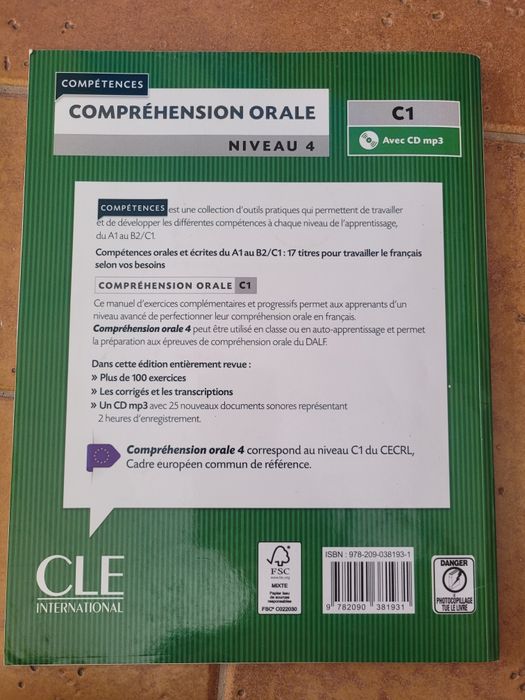 COMPÉTENCES
COMPRÉHENSION ORALE
NIVEAU 4
C1
Avec CD mp3
COMPÉTENCES est une collection d'outils pratiques qui permettent de travailler
et de développer les différentes compétences à chaque niveau de l'apprentissage,
du A1 au B2/C1.
Compétences orales et écrites du A1 au B2/C1 : 17 titres pour travailler le français
selon vos besoins
COMPRÉHENSION ORALE C1
Ce manuel d'exercices complémentaires et progressifs permet aux apprenants d'un
niveau avancé de perfectionner leur compréhension orale en français.
Compréhension orale 4 peut être utilisé en classe ou en auto-apprentissage et permet
la préparation aux épreuves de compréhension orale du DALF.
Dans cette édition entièrement revue :
» Plus de 100 exercices
» Les corrigés et les transcriptions
» Un CD mp3 avec 25 nouveaux documents sonores représentant
2 heures d'enregistrement.
Compréhension orale 4 correspond au niveau C1 du CECRL,
Cadre européen commun de référence.
CLE
INTERNATIONAL
FSC
www.fsc.org
MIXTE
Papier issu
de sources
responsables
FSC® C022030
ISBN : 978-209-038193-1
9 782090 381931
DANGER
PHOTOCOPILLAGE
TUE LE LIVRE